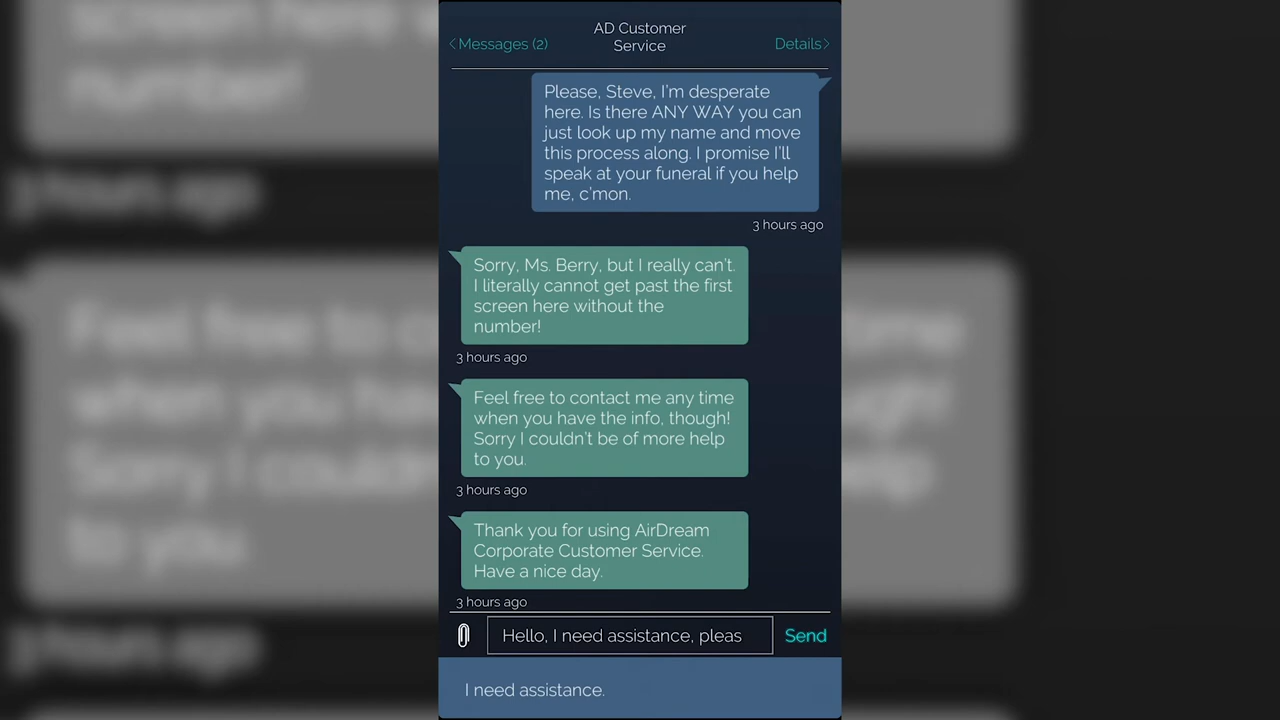 AD Customer
Service
Messages (2)
Details
Please, Steve, I'm desperate
here. Is there ANY WAY you can
just look up my name and move
this process along. I promise I'll
speak at your funeral if you help
me, c'mon.
3 hours ago
Sorry, Ms. Berry, but I really can't.
I literally cannot get past the first
screen here without the
number!
3 hours ago
Feel free to contact me any time
when you have the info, though!
Sorry I couldn't be of more help
to you.
3 hours ago
Thank you for using AirDream
Corporate Customer Service.
Have a nice day.
3 hours ago
Hello, I need assistance, pleas
Send
I need assistance.